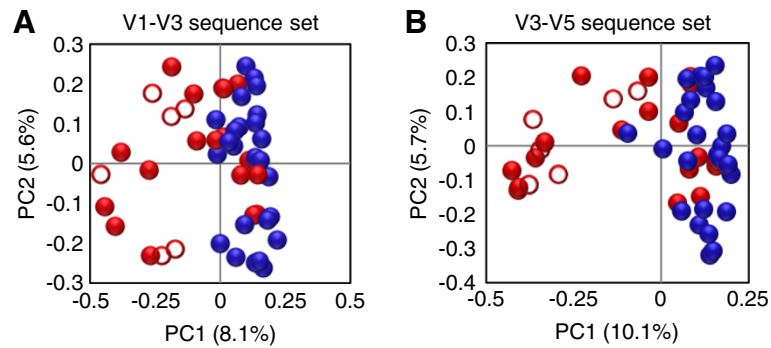 A V1-V3 sequence set
0.3
0.2
0.1
0
-0.1
-0.2
-0.3
PC2 (5.6%)
-0.5 -0.25 0 0.25 0.5
PC1 (8.1%)
B V3-V5 sequence set
0.3
0.2
0.1
0
-0.1
-0.2
-0.3
-0.4
PC2 (5.7%)
-0.5 -0.25 0 0.25
PC1 (10.1%)